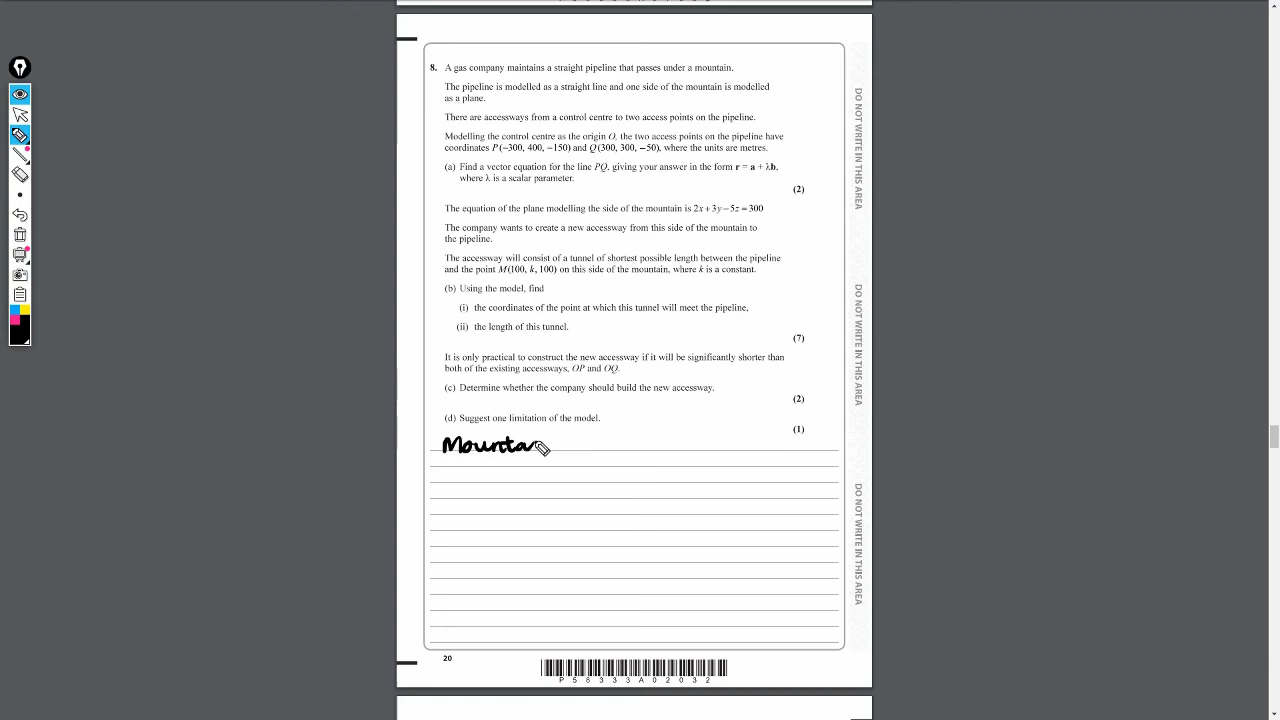 8. A gas company maintains a straight pipeline that passes under a mountain.
The pipeline is modelled as a straight line and one side of the mountain is modelled
as a plane.
There are accessways from a control centre to two access points on the pipeline.
Modelling the control centre as the origin O, the two access points on the pipeline have
coordinates P(−300, 400, −150) and Q(300, 300, −50), where the units are metres.
(a) Find a vector equation for the line PQ, giving your answer in the form r = a + λb,
where λ is a scalar parameter.
(2)
The equation of the plane modelling the side of the mountain is 2x + 3y − 5z = 300
The company wants to create a new accessway from this side of the mountain to
the pipeline.
The accessway will consist of a tunnel of shortest possible length between the pipeline
and the point M(100, k, 100) on this side of the mountain, where k is a constant.
(b) Using the model, find
(i) the coordinates of the point at which this tunnel will meet the pipeline,
(ii) the length of this tunnel.
(7)
It is only practical to construct the new accessway if it will be significantly shorter than
both of the existing accessways, OP and OQ.
(c) Determine whether the company should build the new accessway.
(2)
(d) Suggest one limitation of the model.
(1)
Mounta
20
P58333A02032
DO NOT WRITE IN THIS AREA
DO NOT WRITE IN THIS AREA
DO NOT WRITE IN THIS AREA